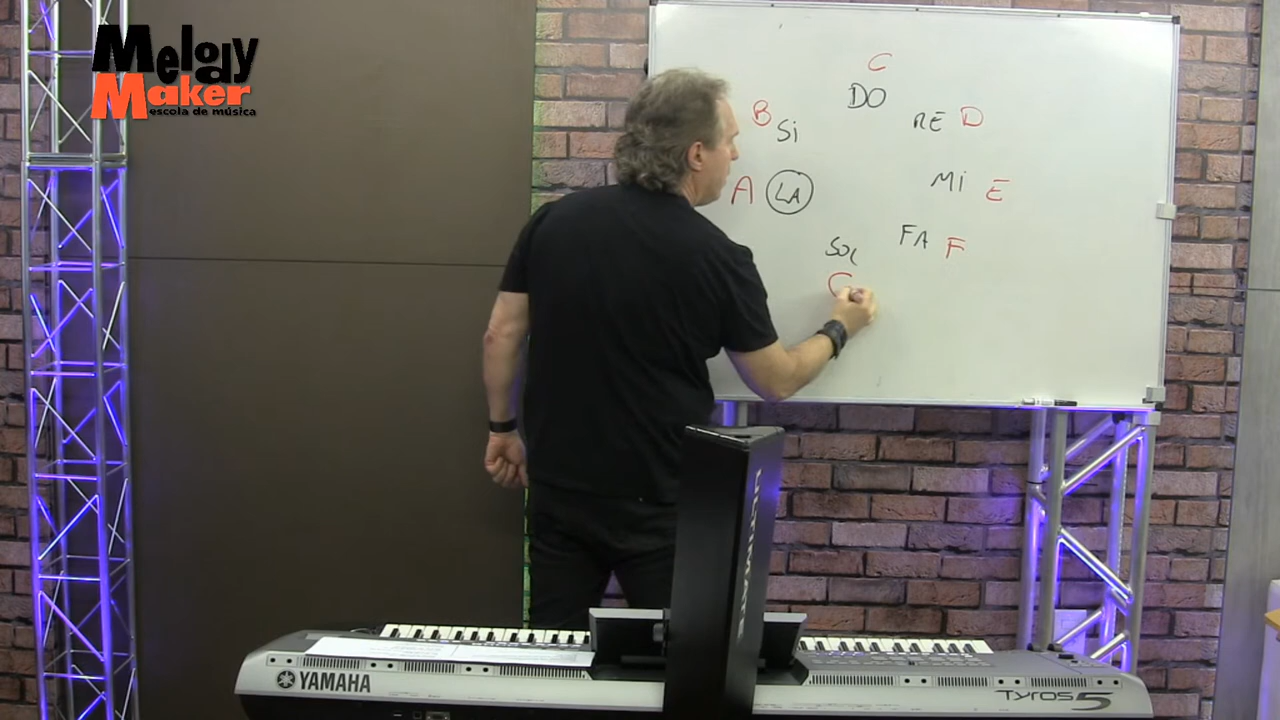 Melody
Maker
escola de música
C
DO
B
Si
RE D
A LA
Mi E
FA F
SOL
C
YAMAHA
Tyros5